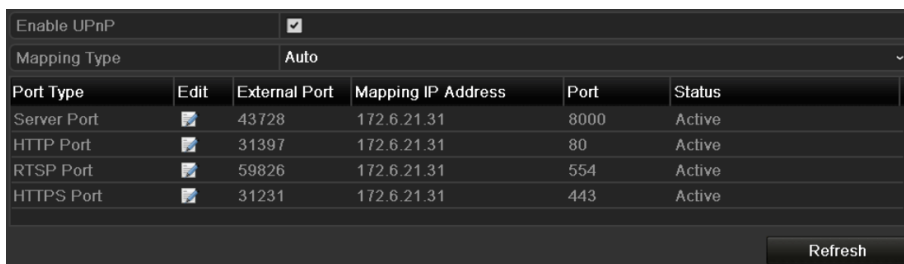 Enable UPnP
Mapping Type Auto
Port Type Edit External Port Mapping IP Address Port Status
Server Port 43728 172.6.21.31 8000 Active
HTTP Port 31397 172.6.21.31 80 Active
RTSP Port 59826 172.6.21.31 554 Active
HTTPS Port 31231 172.6.21.31 443 Active
Refresh